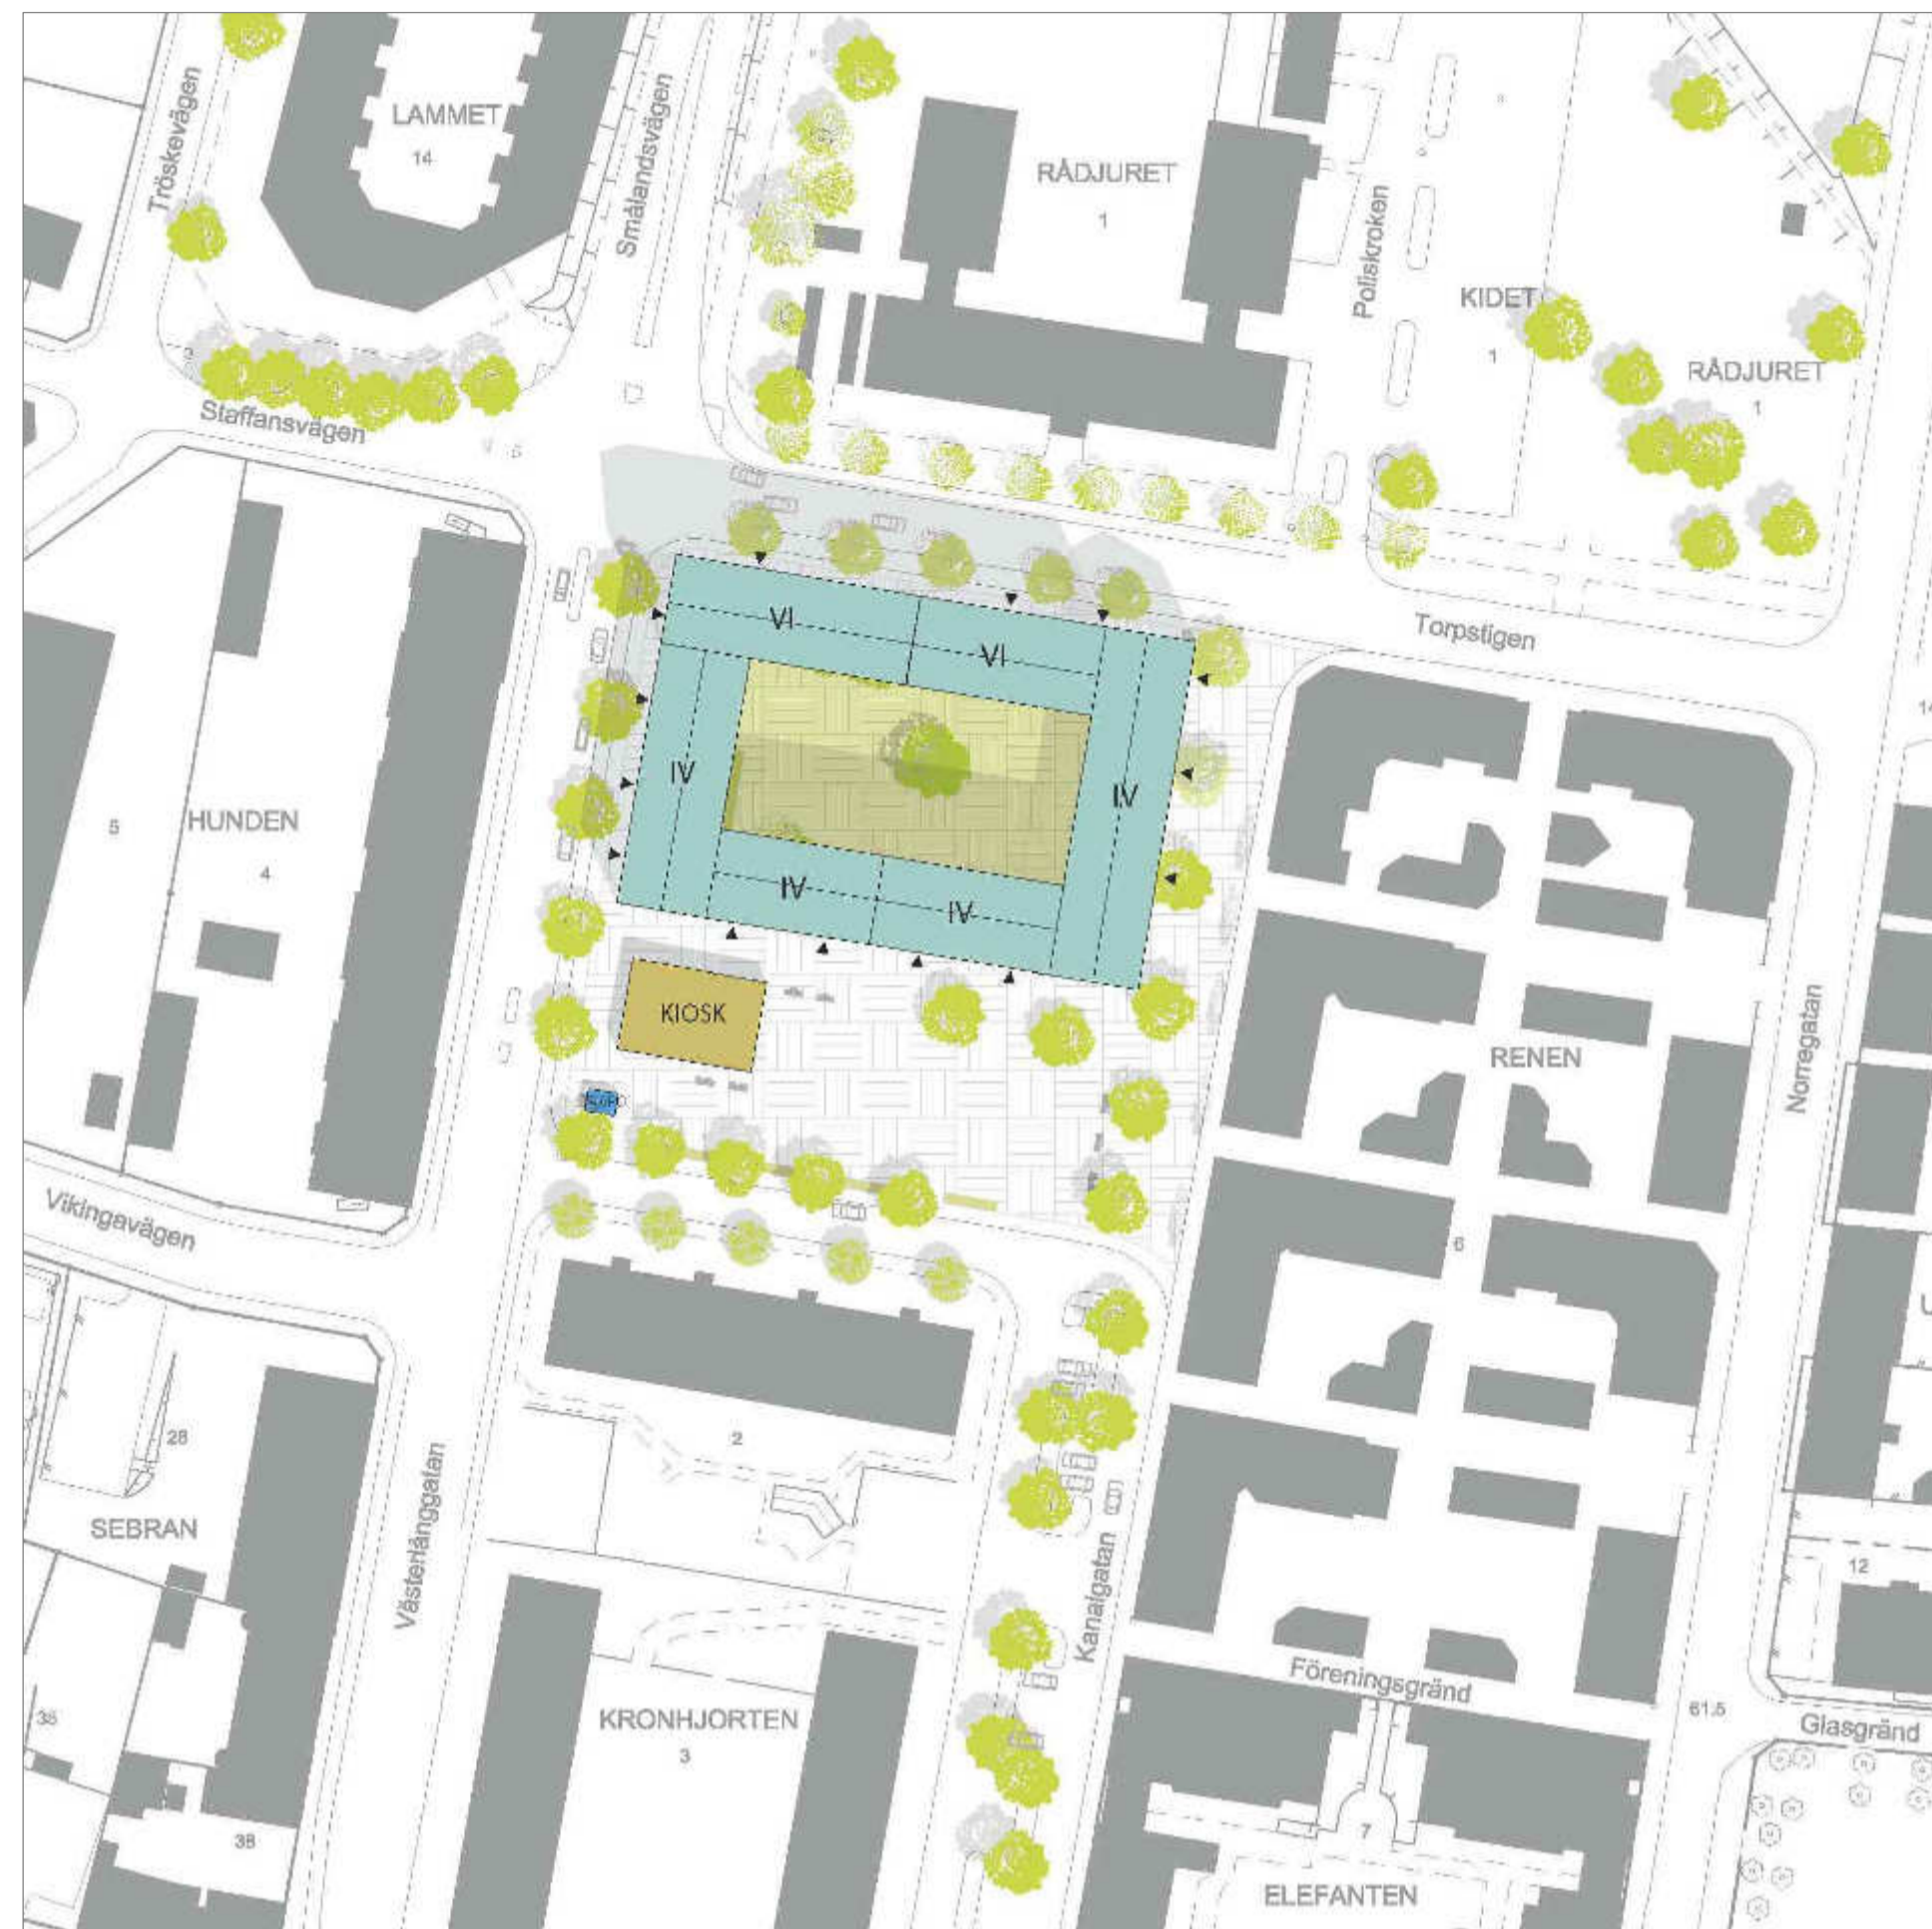 LAMMET
14
Tröskevägen
Smålandsvägen
RÅDJURET
1
Poliskroken
KIDET
1
RÅDJURET
1
Staffansvägen
Torpstigen
VI
VI
IV
IV
IV
IV
HUNDEN
5
4
KIOSK
RENEN
6
Norregatan
Vikingavägen
28
SEBRAN
Västerlånggatan
2
Kanalgatan
12
Föreningsgränd
61.5
Glasgränd
35
KRONHJORTEN
3
38
7
ELEFANTEN